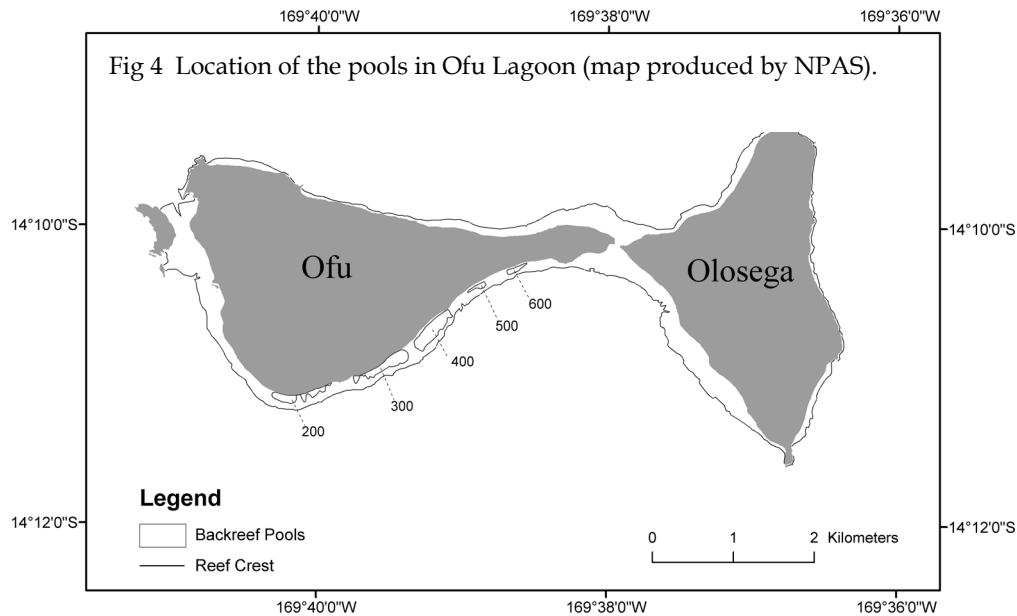 169°40'0"W 169°38'0"W 169°36'0"W
Fig 4 Location of the pools in Ofu Lagoon (map produced by NPAS).
14°10'0"S 14°10'0"S
Ofu Olosega
600
500
400
300
200
Legend
Backreef Pools
Reef Crest
0 1 2 Kilometers
14°12'0"S 14°12'0"S
169°40'0"W 169°38'0"W 169°36'0"W